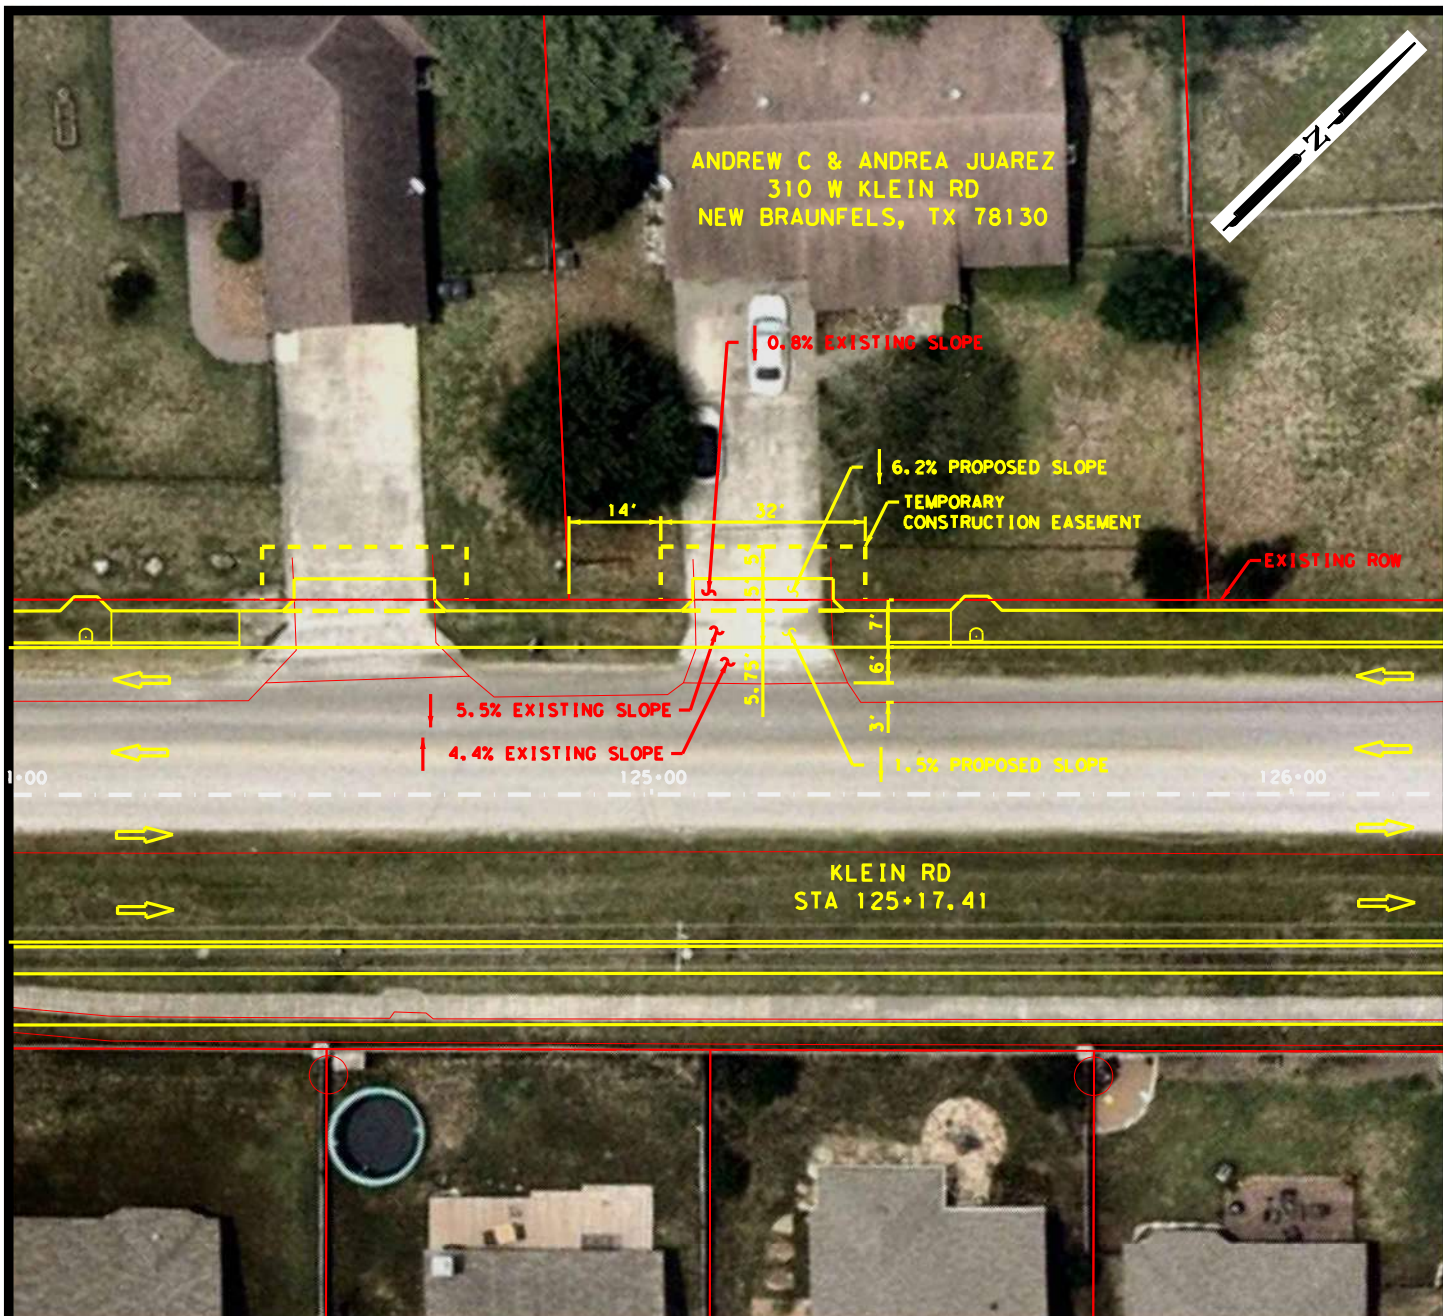 N
ANDREW C & ANDREA JUAREZ
310 W KLEIN RD
NEW BRAUNFELS, TX 78130
0.8% EXISTING SLOPE
6.2% PROPOSED SLOPE
TEMPORARY
CONSTRUCTION EASEMENT
14'
32'
EXISTING ROW
5'
5'
7'
6'
5.75'
3'
5.5% EXISTING SLOPE
4.4% EXISTING SLOPE
1.5% PROPOSED SLOPE
1+00
125+00
126+00
KLEIN RD
STA 125+17.41